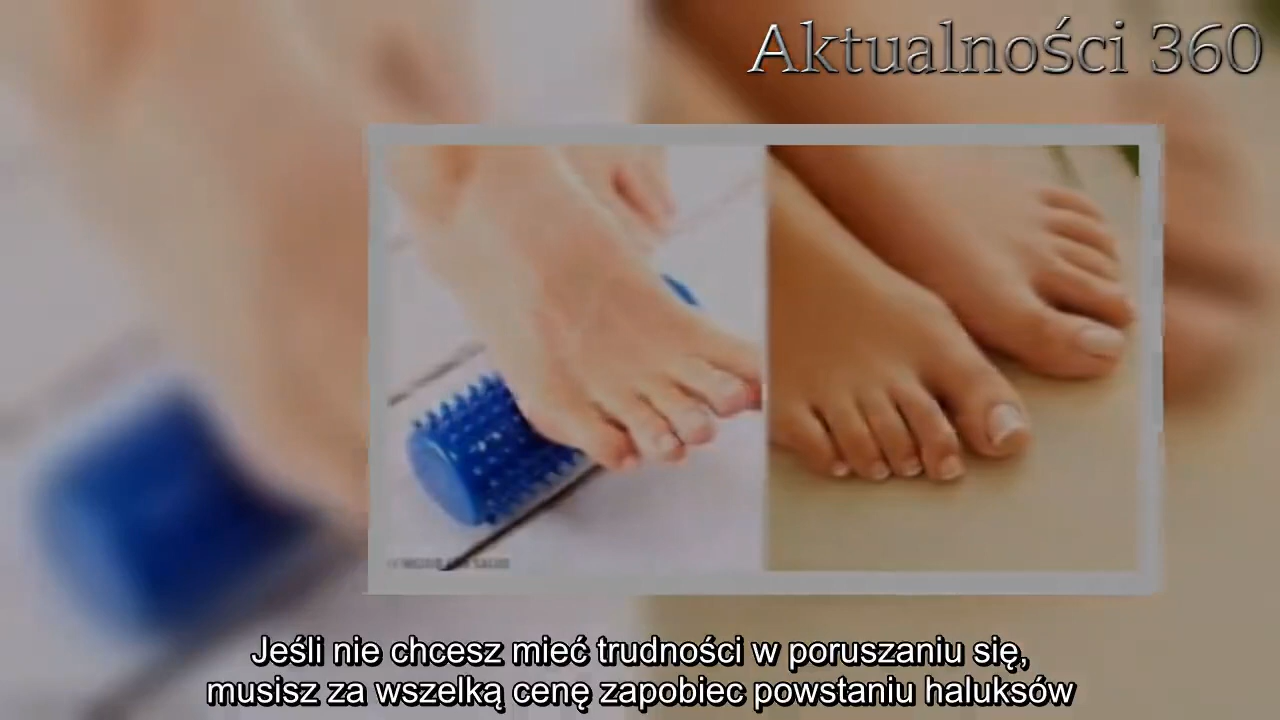 Aktualności 360
Jeśli nie chcesz mieć trudności w poruszaniu się,
musisz za wszelką cenę zapobiec powstaniu haluksów